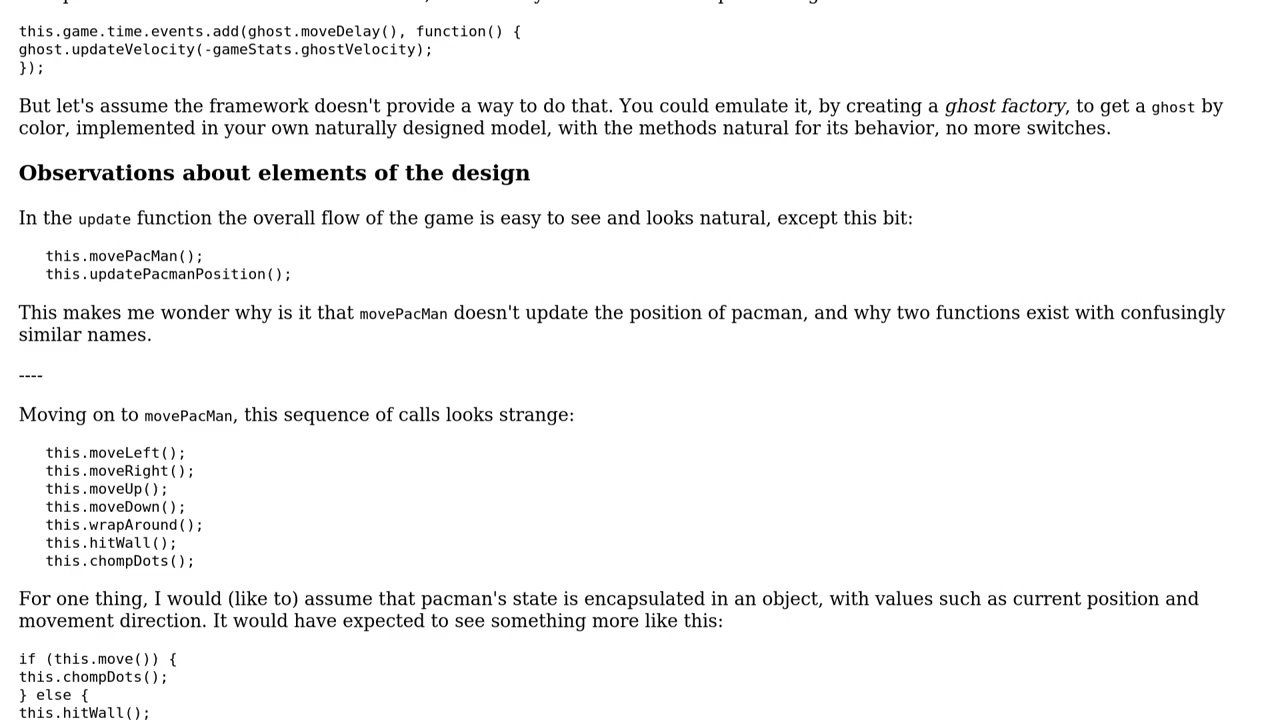 this.game.time.events.add(ghost.moveDelay(), function() {
ghost.updateVelocity(-gameStats.ghostVelocity);
});
But let's assume the framework doesn't provide a way to do that. You could emulate it, by creating a ghost factory, to get a ghost by
color, implemented in your own naturally designed model, with the methods natural for its behavior, no more switches.
Observations about elements of the design
In the update function the overall flow of the game is easy to see and looks natural, except this bit:
this.movePacMan();
this.updatePacmanPosition();
This makes me wonder why is it that movePacMan doesn't update the position of pacman, and why two functions exist with confusingly
similar names.
----
Moving on to movePacMan, this sequence of calls looks strange:
this.moveLeft();
this.moveRight();
this.moveUp();
this.moveDown();
this.wrapAround();
this.hitWall();
this.chompDots();
For one thing, I would (like to) assume that pacman's state is encapsulated in an object, with values such as current position and
movement direction. It would have expected to see something more like this:
if (this.move()) {
this.chompDots();
} else {
this.hitWall();